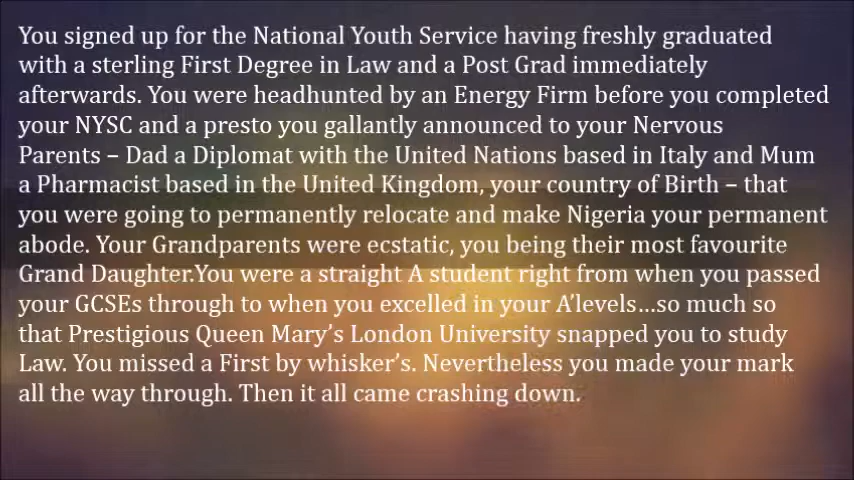 You signed up for the National Youth Service having freshly graduated
with a sterling First Degree in Law and a Post Grad immediately
afterwards. You were headhunted by an Energy Firm before you completed
your NYSC and a presto you gallantly announced to your Nervous
Parents – Dad a Diplomat with the United Nations based in Italy and Mum
a Pharmacist based in the United Kingdom, your country of Birth – that
you were going to permanently relocate and make Nigeria your permanent
abode. Your Grandparents were ecstatic, you being their most favourite
Grand Daughter.You were a straight A student right from when you passed
your GCSEs through to when you excelled in your A’levels…so much so
that Prestigious Queen Mary’s London University snapped you to study
Law. You missed a First by whisker’s. Nevertheless you made your mark
all the way through. Then it all came crashing down.